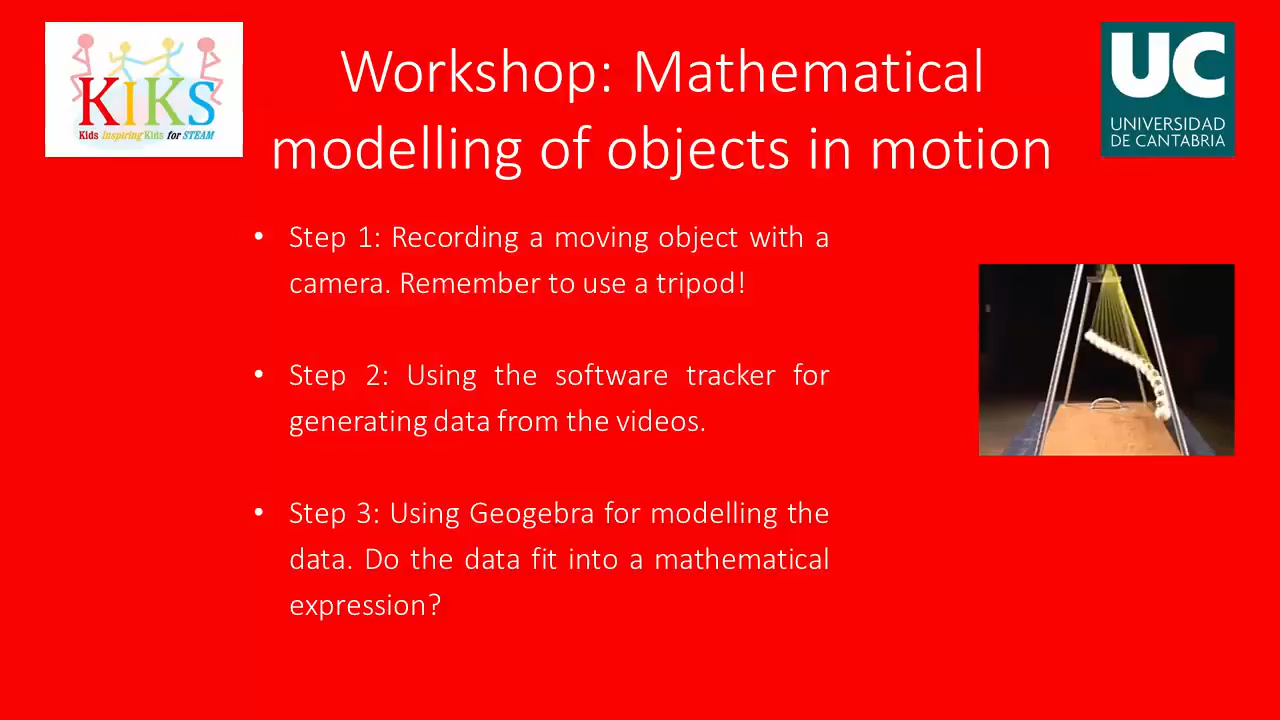 KIKS
Kids Inspiring Kids for STEAM
Workshop: Mathematical
modelling of objects in motion
UC
UNIVERSIDAD
DE CANTABRIA
• Step 1: Recording a moving object with a
camera. Remember to use a tripod!
• Step 2: Using the software tracker for
generating data from the videos.
• Step 3: Using Geogebra for modelling the
data. Do the data fit into a mathematical
expression?